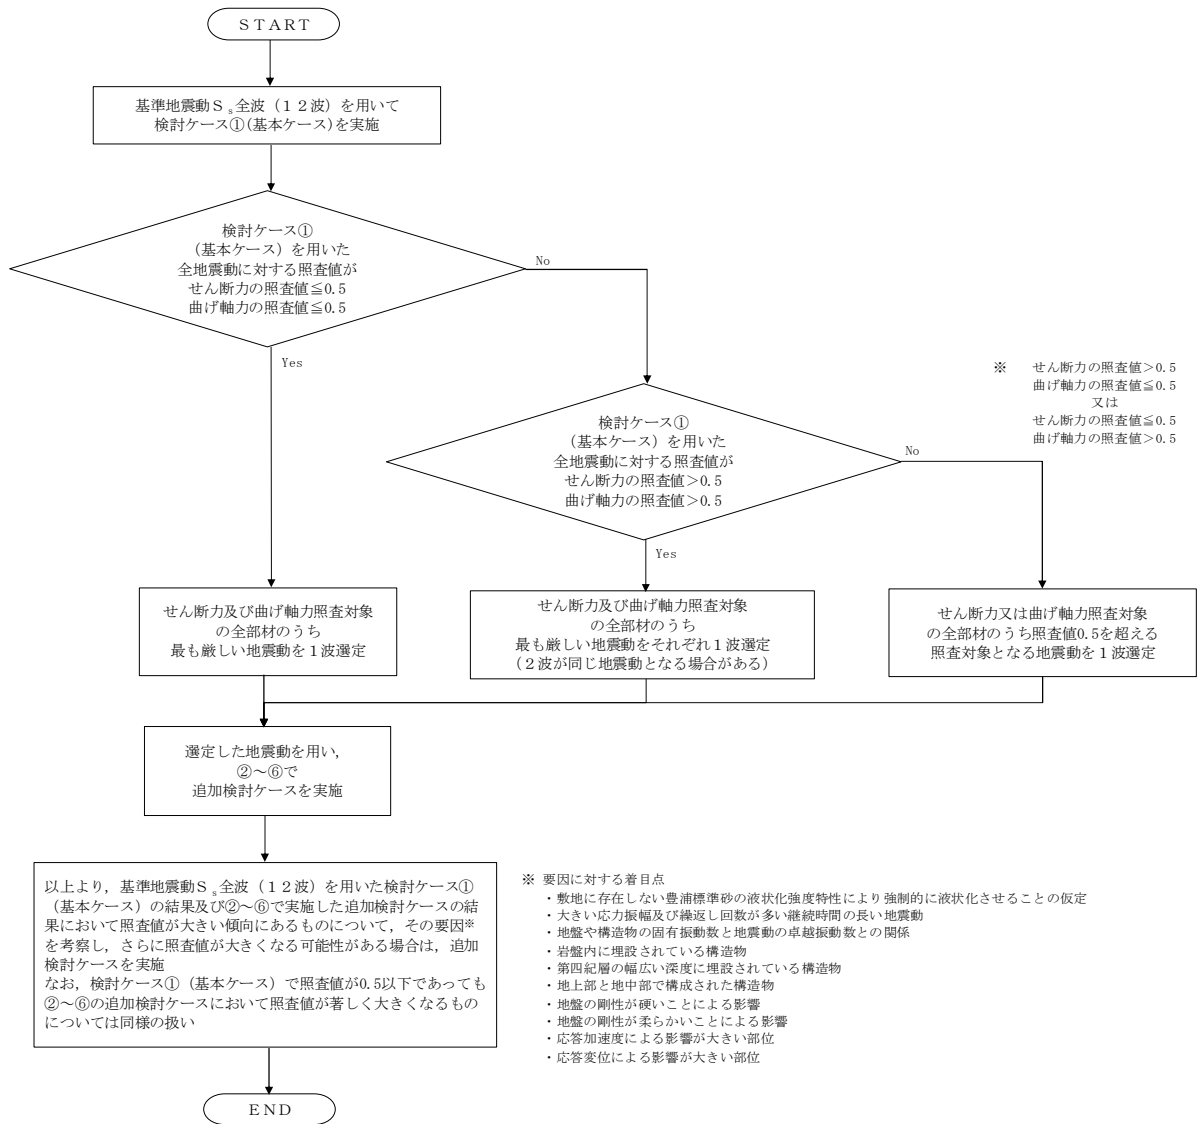 ＳＴＡＲＴ
基準地震動Ｓｓ全波（１２波）を用いて
検討ケース①(基本ケース)を実施
検討ケース①
（基本ケース）を用いた
全地震動に対する照査値が
せん断力の照査値≦0.5
曲げ軸力の照査値≦0.5
No
Yes
※ せん断力の照査値＞0.5
曲げ軸力の照査値≦0.5
又は
せん断力の照査値≦0.5
曲げ軸力の照査値＞0.5
検討ケース①
（基本ケース）を用いた
全地震動に対する照査値が
せん断力の照査値＞0.5
曲げ軸力の照査値＞0.5
No
Yes
せん断力及び曲げ軸力照査対象
の全部材のうち
最も厳しい地震動を１波選定
せん断力及び曲げ軸力照査対象
の全部材のうち
最も厳しい地震動をそれぞれ１波選定
（２波が同じ地震動となる場合がある）
せん断力又は曲げ軸力照査対象
の全部材のうち照査値0.5を超える
照査対象となる地震動を１波選定
選定した地震動を用い，
②～⑥で
追加検討ケースを実施
以上より，基準地震動Ｓｓ全波（１２波）を用いた検討ケース①
（基本ケース）の結果及び②～⑥で実施した追加検討ケースの結
果において照査値が大きい傾向にあるものについて，その要因※
を考察し，さらに照査値が大きくなる可能性がある場合は，追加
検討ケースを実施
なお，検討ケース①（基本ケース）で照査値が0.5以下であっても
②～⑥の追加検討ケースにおいて照査値が著しく大きくなるもの
については同様の扱い
※ 要因に対する着目点
・敷地に存在しない豊浦標準砂の液状化強度特性により強制的に液状化させることの仮定
・大きい応力振幅及び繰返し回数が多い継続時間の長い地震動
・地盤や構造物の固有振動数と地震動の卓越振動数との関係
・岩盤内に埋設されている構造物
・第四紀層の幅広い深度に埋設されている構造物
・地上部と地中部で構成された構造物
・地盤の剛性が硬いことによる影響
・地盤の剛性が柔らかいことによる影響
・応答加速度による影響が大きい部位
・応答変位による影響が大きい部位
ＥＮＤ